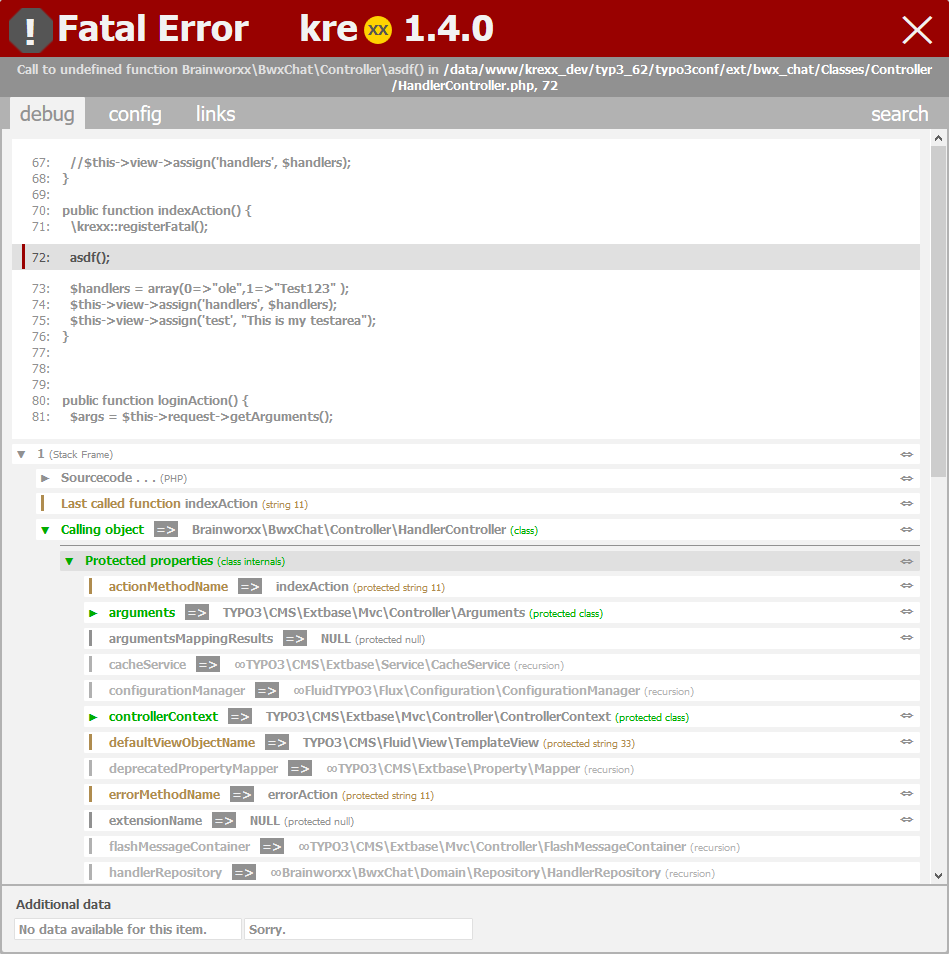 ! Fatal Error kre xx 1.4.0
Call to undefined function Brainworxx\BwxChat\Controller\asdf() in /data/www/krexx_dev/typ3_62/typo3conf/ext/bwx_chat/Classes/Controller
/HandlerController.php, 72
debug config links search
67: //$this->view->assign('handlers', $handlers);
68: }
69:
70: public function indexAction() {
71: \krexx::registerFatal();
72: asdf();
73: $handlers = array(0=>"ole",1=>"Test123" );
74: $this->view->assign('handlers', $handlers);
75: $this->view->assign('test', "This is my testarea");
76: }
77:
78:
79:
80: public function loginAction() {
81: $args = $this->request->getArguments();
▼ 1 (Stack Frame) ⇔
► Sourcecode . . . (PHP) ⇔
Last called function indexAction (string 11) ⇔
▼ Calling object => Brainworxx\BwxChat\Controller\HandlerController (class) ⇔
▼ Protected properties (class internals) ⇔
actionMethodName => indexAction (protected string 11) ⇔
► arguments => TYPO3\CMS\Extbase\Mvc\Controller\Arguments (protected class) ⇔
argumentsMappingResults => NULL (protected null) ⇔
cacheService => ∞TYPO3\CMS\Extbase\Service\CacheService (recursion)
configurationManager => ∞FluidTYPO3\Flux\Configuration\ConfigurationManager (recursion)
► controllerContext => TYPO3\CMS\Extbase\Mvc\Controller\ControllerContext (protected class) ⇔
defaultViewObjectName => TYPO3\CMS\Fluid\View\TemplateView (protected string 33) ⇔
deprecatedPropertyMapper => ∞TYPO3\CMS\Extbase\Property\Mapper (recursion)
errorMethodName => errorAction (protected string 11) ⇔
extensionName => NULL (protected null) ⇔
flashMessageContainer => ∞TYPO3\CMS\Extbase\Mvc\Controller\FlashMessageContainer (recursion)
handlerRepository => ∞Brainworxx\BwxChat\Domain\Repository\HandlerRepository (recursion)
Additional data
No data available for this item. Sorry.